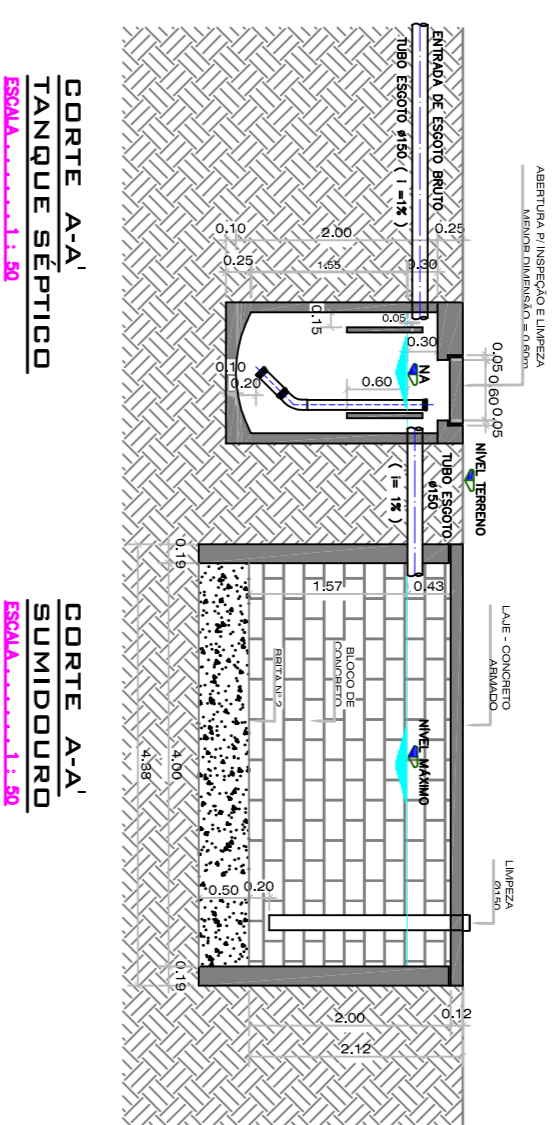 ABERTURA P/ INSPEÇÃO E LIMPEZA
MENOR DIMENSÃO = 0.60m
ENTRADA DE ESGOTO BRUTO
TUBO ESGOTO ø150 ( i =1% )
0.25
2.00
0.10
0.30
1.55
0.25
0.05
0.60
0.05
0.30
0.05
0.15
NA
0.60
0.10
0.20
NÍVEL TERRENO
TUBO ESGOTO
ø150
( i= 1% )
LAJE - CONCRETO
ARMADO
LIMPEZA
Ø150
0.43
1.57
BLOCO DE
CONCRETO
BRITA Nº 2
NÍVEL MÁXIMO
0.20
0.50
0.19
4.00
0.19
4.38
0.12
2.00
2.12
CORTE A-A'
TANQUE SÉPTICO
ESCALA . . . . . . . 1 : 50
CORTE A-A'
SUMIDOURO
ESCALA . . . . . . . 1 : 50